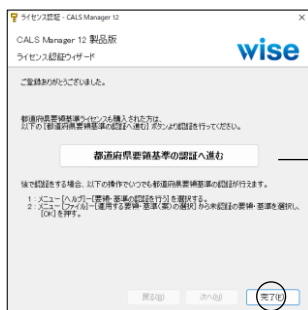 ライセンス認証 - CALS Manager 12
CALS Manager 12 製品版
ライセンス認証ウィザード
wise
ご登録ありがとうございました。
都道府県要領基準ライセンスも購入された方は、
以下の [都道府県要領基準の認証へ進む] ボタンより認証を行ってください。
都道府県要領基準の認証へ進む
後で認証をする場合、以下の操作でいつでも都道府県要領基準の認証が行えます。
1：メニュー [ヘルプ]－[要領・基準の認証を行う] を選択する。
2：メニュー [ファイル]－[運用する要領・基準(案)の選択] から未認証の要領・基準を選択し、
[OK] を押す。
戻る(B)
次へ(N)
完了(F)